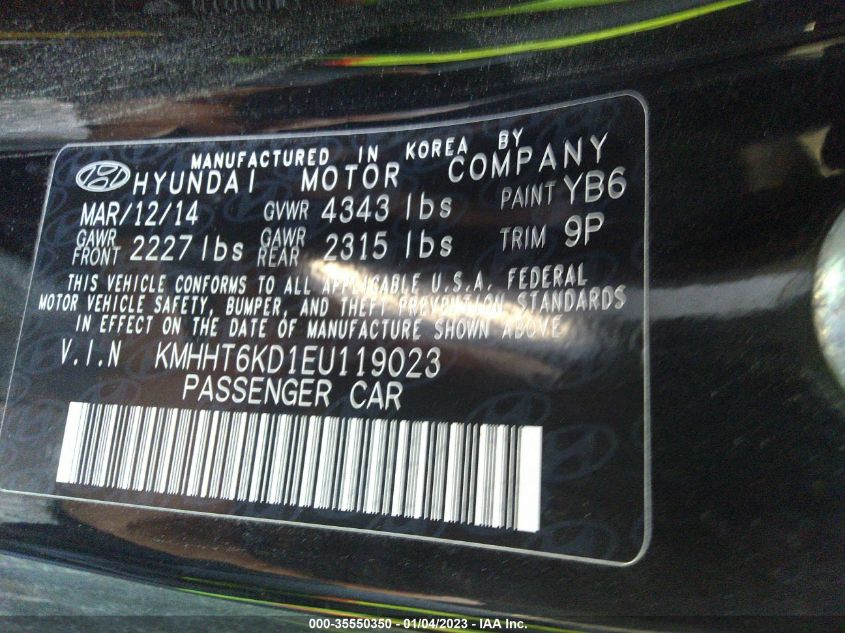 MANUFACTURED IN KOREA BY
HYUNDAI MOTOR COMPANY
MAR/12/14 GVWR 4343 lbs PAINT YB6
GAWR FRONT 2227 lbs GAWR REAR 2315 lbs TRIM 9P
THIS VEHICLE CONFORMS TO ALL APPLICABLE U.S.A. FEDERAL
MOTOR VEHICLE SAFETY, BUMPER, AND THEFT PREVENTION STANDARDS
IN EFFECT ON THE DATE OF MANUFACTURE SHOWN ABOVE
V.I.N KMHHT6KD1EU119023
PASSENGER CAR
000-35550350 - 01/04/2023 - IAA Inc.